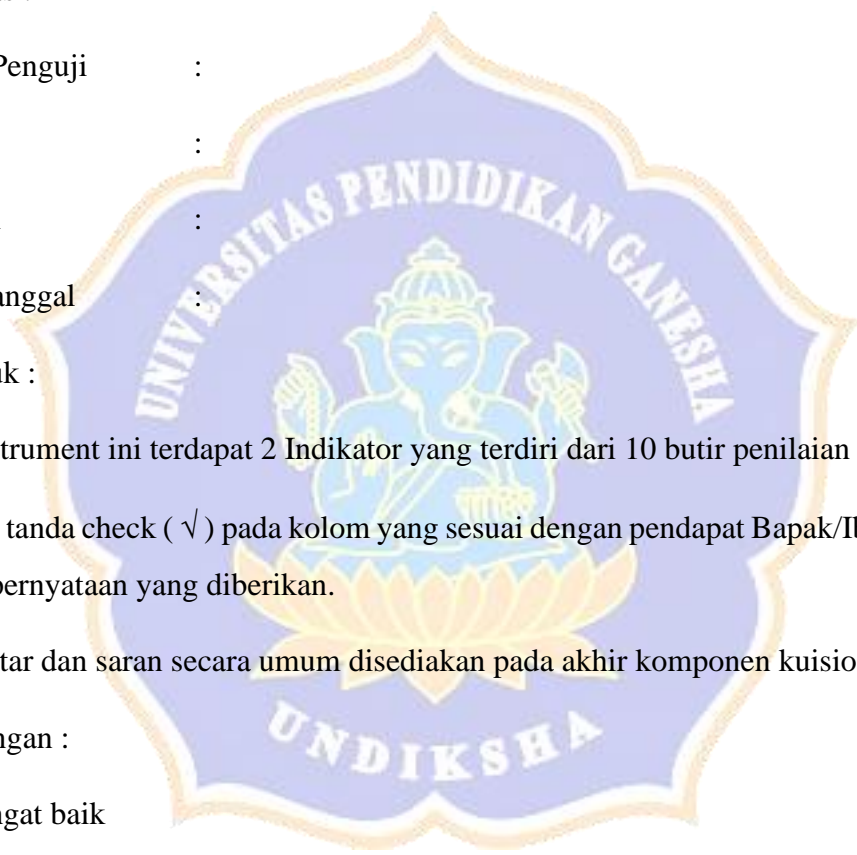 Penguji :
:
:
anggal :
uk :
trument ini terdapat 2 Indikator yang terdiri dari 10 butir penilaian
tanda check ( √ ) pada kolom yang sesuai dengan pendapat Bapak/Ib
pernyataan yang diberikan.
tar dan saran secara umum disediakan pada akhir komponen kuisio
ngan :
ngat baik
UNIVERSITAS PENDIDIKAN GANESHA
UNDIKSHA